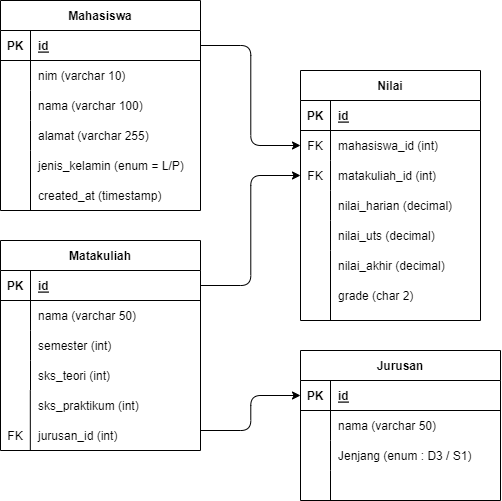 Mahasiswa
PK id
nim (varchar 10)
nama (varchar 100)
alamat (varchar 255)
jenis_kelamin (enum = L/P)
created_at (timestamp)
Matakuliah
PK id
nama (varchar 50)
semester (int)
sks_teori (int)
sks_praktikum (int)
FK jurusan_id (int)
Nilai
PK id
FK mahasiswa_id (int)
FK matakuliah_id (int)
nilai_harian (decimal)
nilai_uts (decimal)
nilai_akhir (decimal)
grade (char 2)
Jurusan
PK id
nama (varchar 50)
Jenjang (enum : D3 / S1)